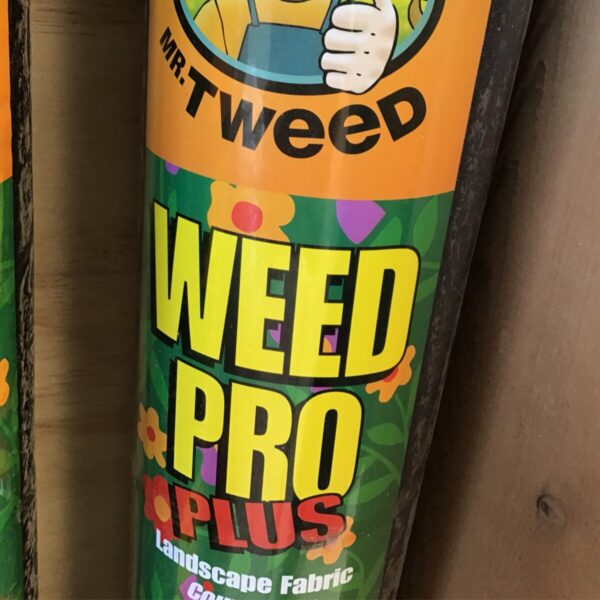 MR. TWEED
WEED
PRO
PLUS
Landscape Fabric